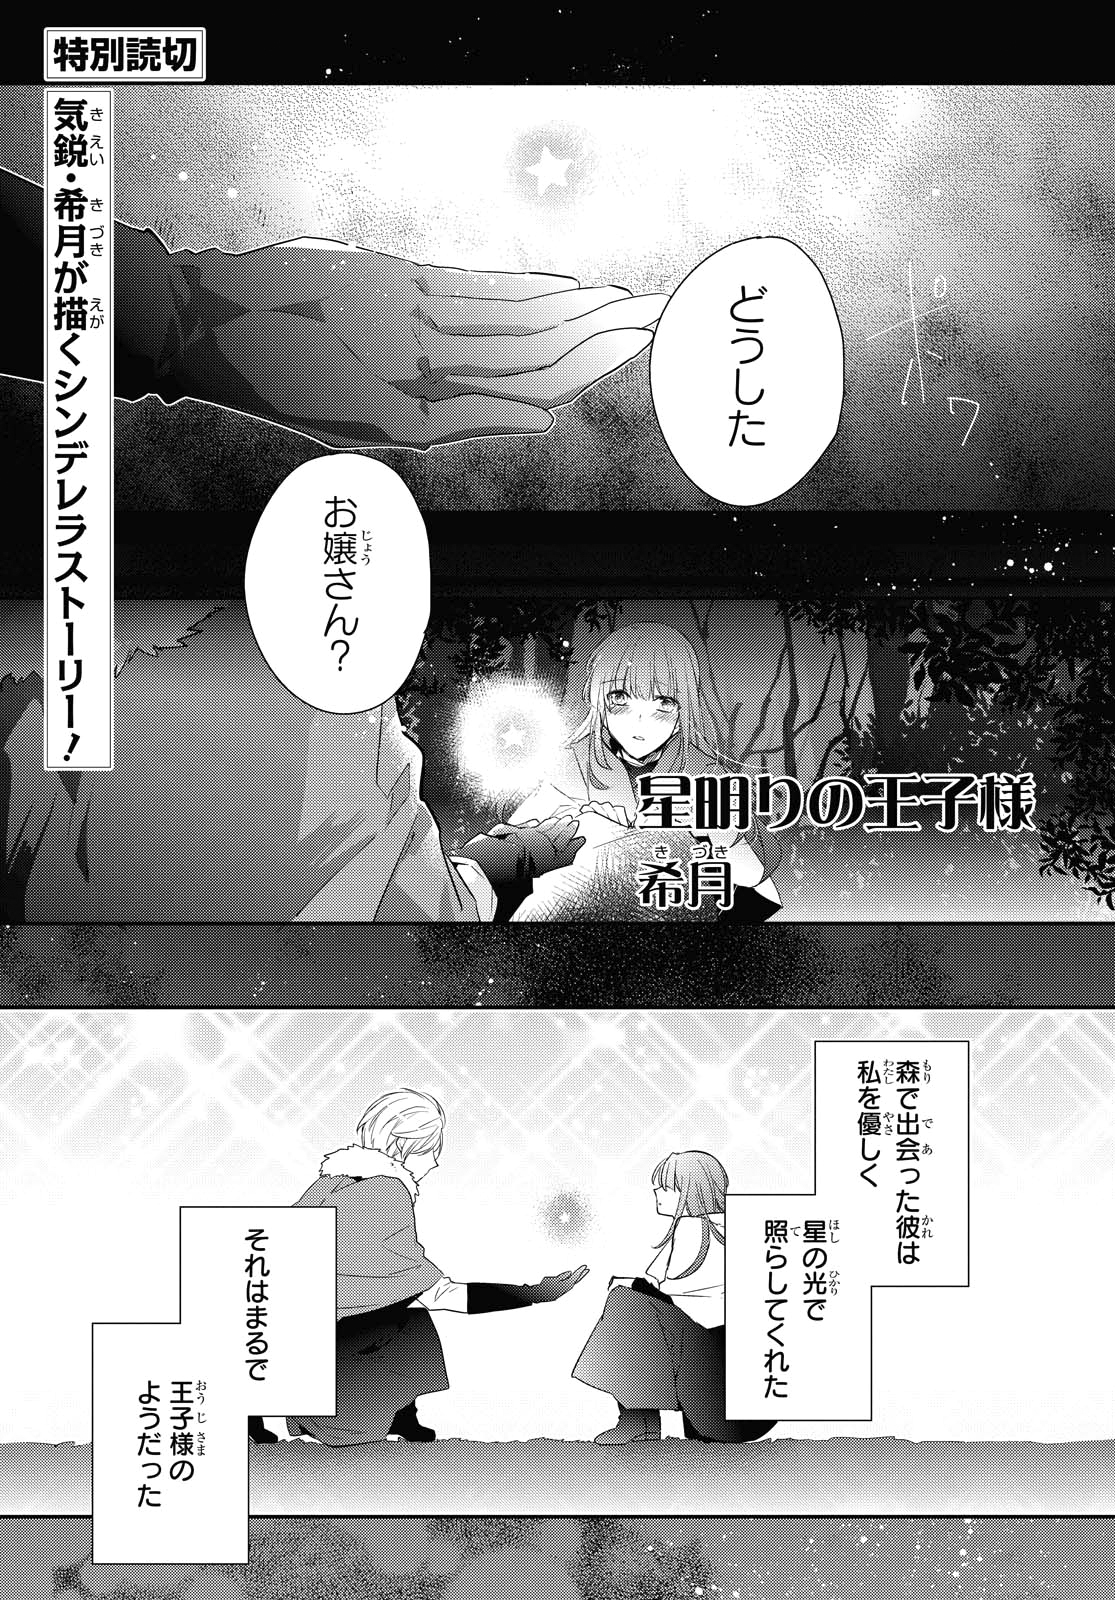 特別読切
気鋭・希月が描くシンデレラストーリー！
ポワ
どうした
お嬢さん？
星明りの王子様
希月
森で出会った彼は
私を優しく
星の光で
照らしてくれた
それはまるで
王子様の
ようだった